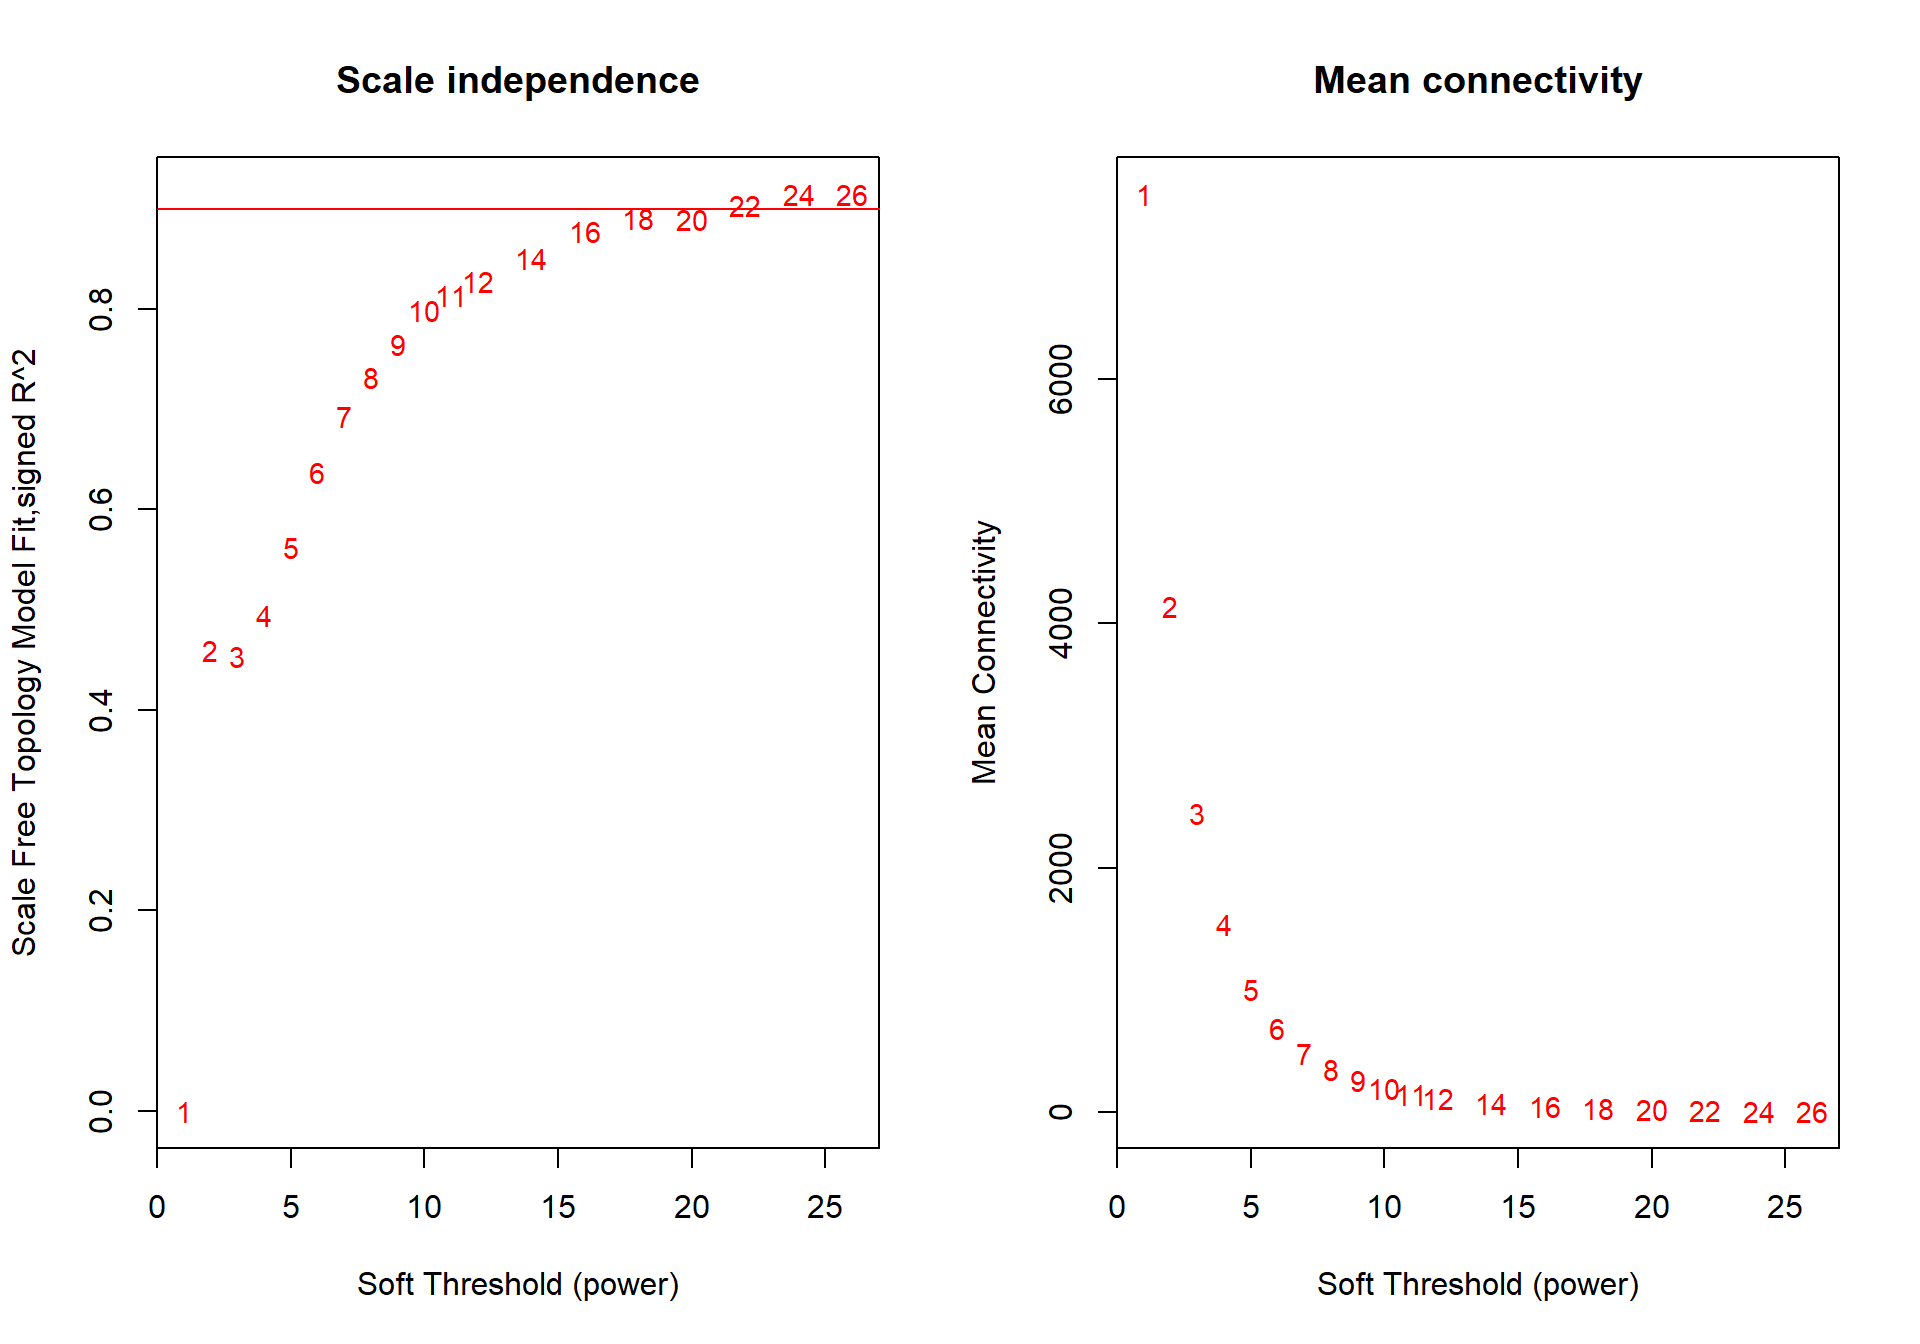 Scale independence
Scale Free Topology Model Fit,signed R^2
0.0 0.2 0.4 0.6 0.8
1 2 3 4 5 6 7 8 9 10 11 12 14 16 18 20 22 24 26
0 5 10 15 20 25
Soft Threshold (power)
Mean connectivity
Mean Connectivity
0 2000 4000 6000
1 2 3 4 5 6 7 8 9 10 11 12 14 16 18 20 22 24 26
0 5 10 15 20 25
Soft Threshold (power)